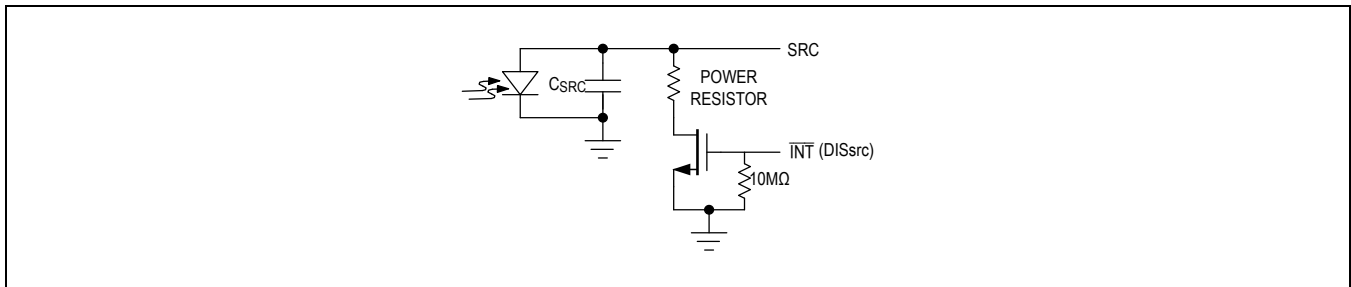 SRC
CSRC
POWER
RESISTOR
INT (DISsrc)
10MΩ